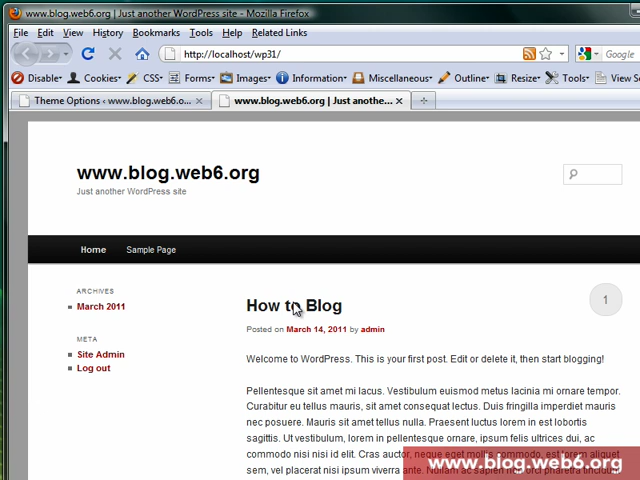 www.blog.web6.org | Just another WordPress site - Mozilla Firefox
File Edit View History Bookmarks Tools Help Related Links
http://localhost/wp31/ Google
Disable Cookies CSS Forms Images Information Miscellaneous Outline Resize Tools View S
Theme Options ‹ www.blog.web6.o... www.blog.web6.org | Just anothe...
www.blog.web6.org
Just another WordPress site
Home Sample Page
ARCHIVES
March 2011
META
Site Admin
Log out
How to Blog
1
Posted on March 14, 2011 by admin
Welcome to WordPress. This is your first post. Edit or delete it, then start blogging!
Pellentesque sit amet mi lacus. Vestibulum euismod metus lacinia mi ornare tempor.
Curabitur eu tellus mauris, sit amet consequat lectus. Duis fringilla imperdiet mauris
nec posuere. Mauris sit amet tellus nulla. Praesent luctus lorem in est lobortis
sagittis. Ut vestibulum, lorem in pellentesque ornare, ipsum felis ultrices dui, ac
commodo nisi nisi id elit. Cras auctor, neque eget mollis commodo, mi nisi
sem, vel placerat nisi ipsum viverra ante.
www.blog.web6.org